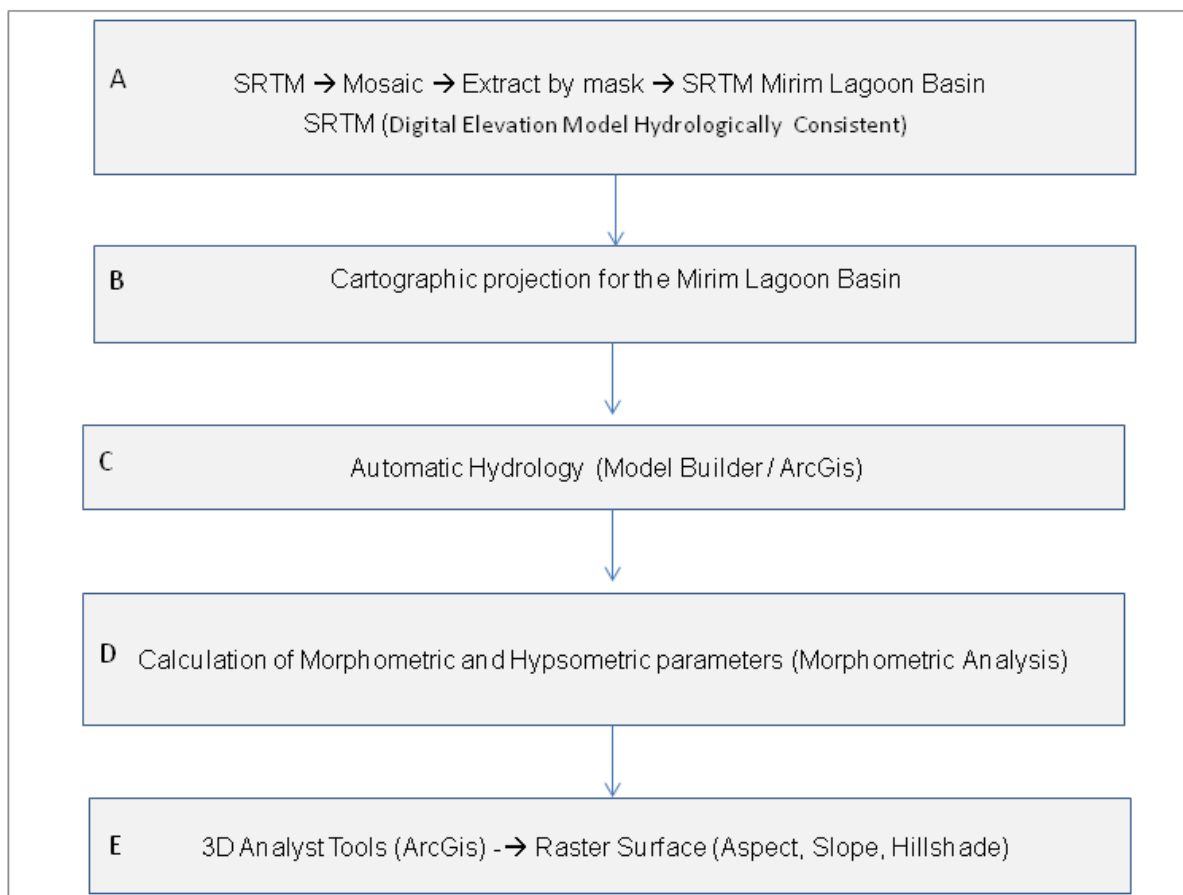 A
SRTM → Mosaic → Extract by mask → SRTM Mirim Lagoon Basin
SRTM (Digital Elevation Model Hydrologically Consistent)
B
Cartographic projection for the Mirim Lagoon Basin
C
Automatic Hydrology (Model Builder / ArcGis)
D
Calculation of Morphometric and Hypsometric parameters (Morphometric Analysis)
E
3D Analyst Tools (ArcGis) -→ Raster Surface (Aspect, Slope, Hillshade)